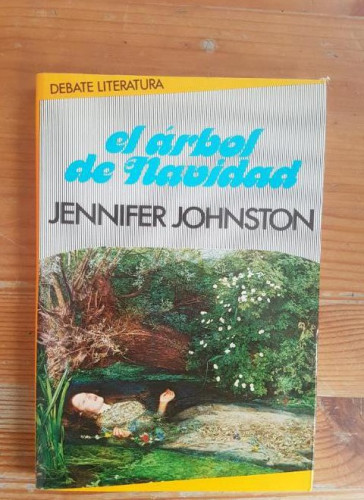 DEBATE LITERATURA
el árbol
de Navidad
JENNIFER JOHNSTON